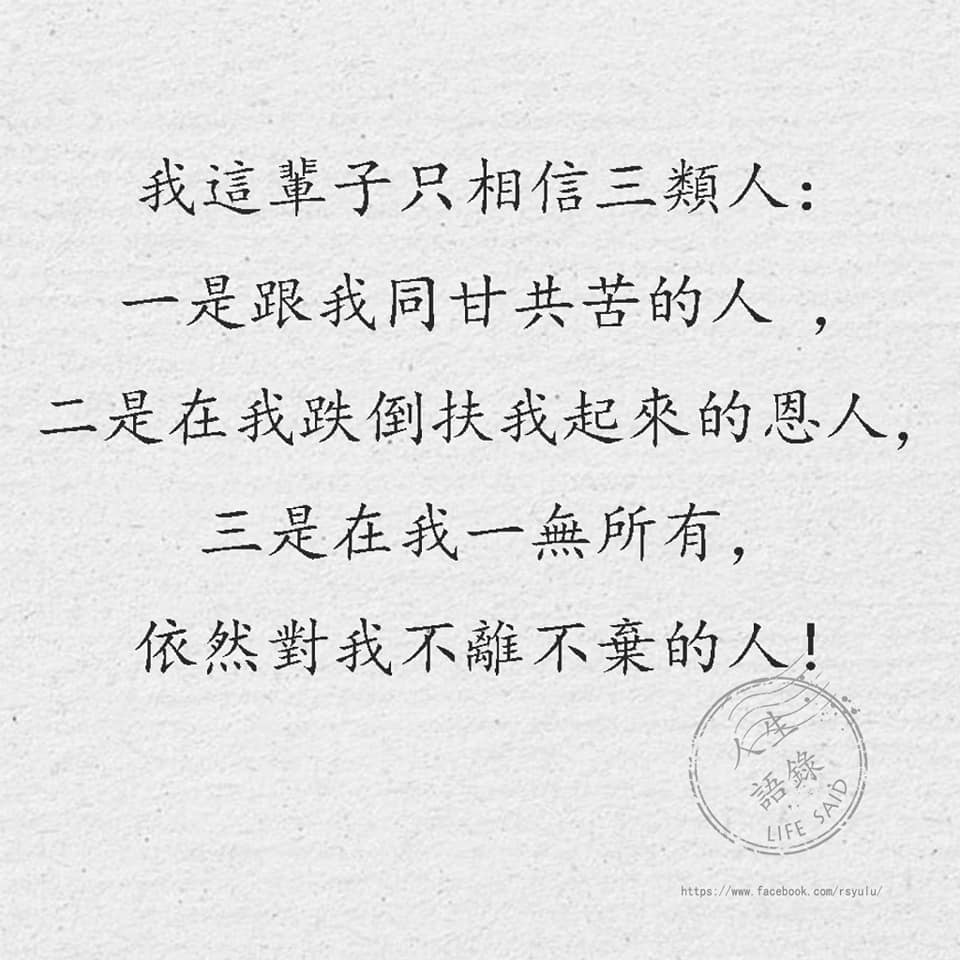 我這輩子只相信三類人：
一是跟我同甘共苦的人 ，
二是在我跌倒扶我起來的恩人，
三是在我一無所有，
依然對我不離不棄的人！
人生
語錄
LIFE SAID
https://www.facebook.com/rsyulu/